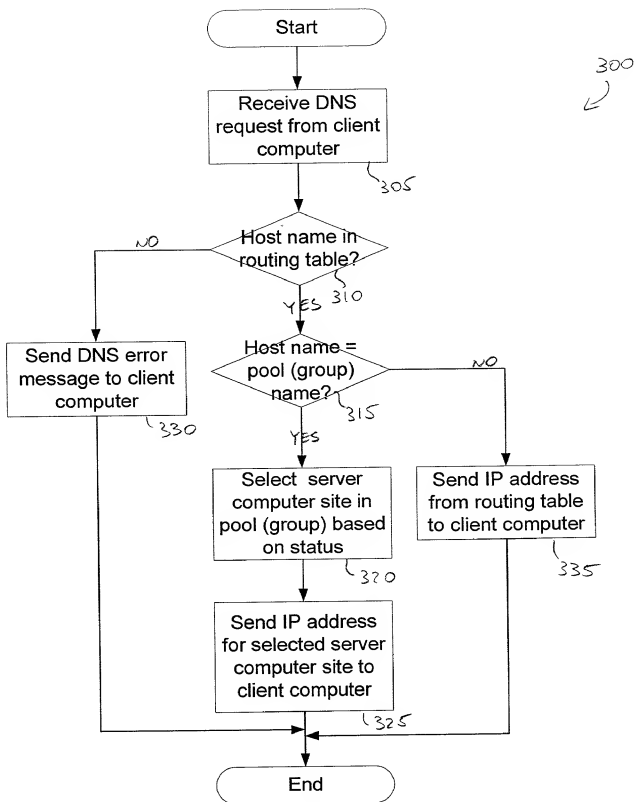 Start
300
Receive DNS
request from client
computer
305
Host name in
routing table?
310
NO
YES
Host name =
pool (group)
name?
315
NO
YES
Send DNS error
message to client
computer
330
Select server
computer site in
pool (group) based
on status
320
Send IP address
from routing table
to client computer
335
Send IP address
for selected server
computer site to
client computer
325
End